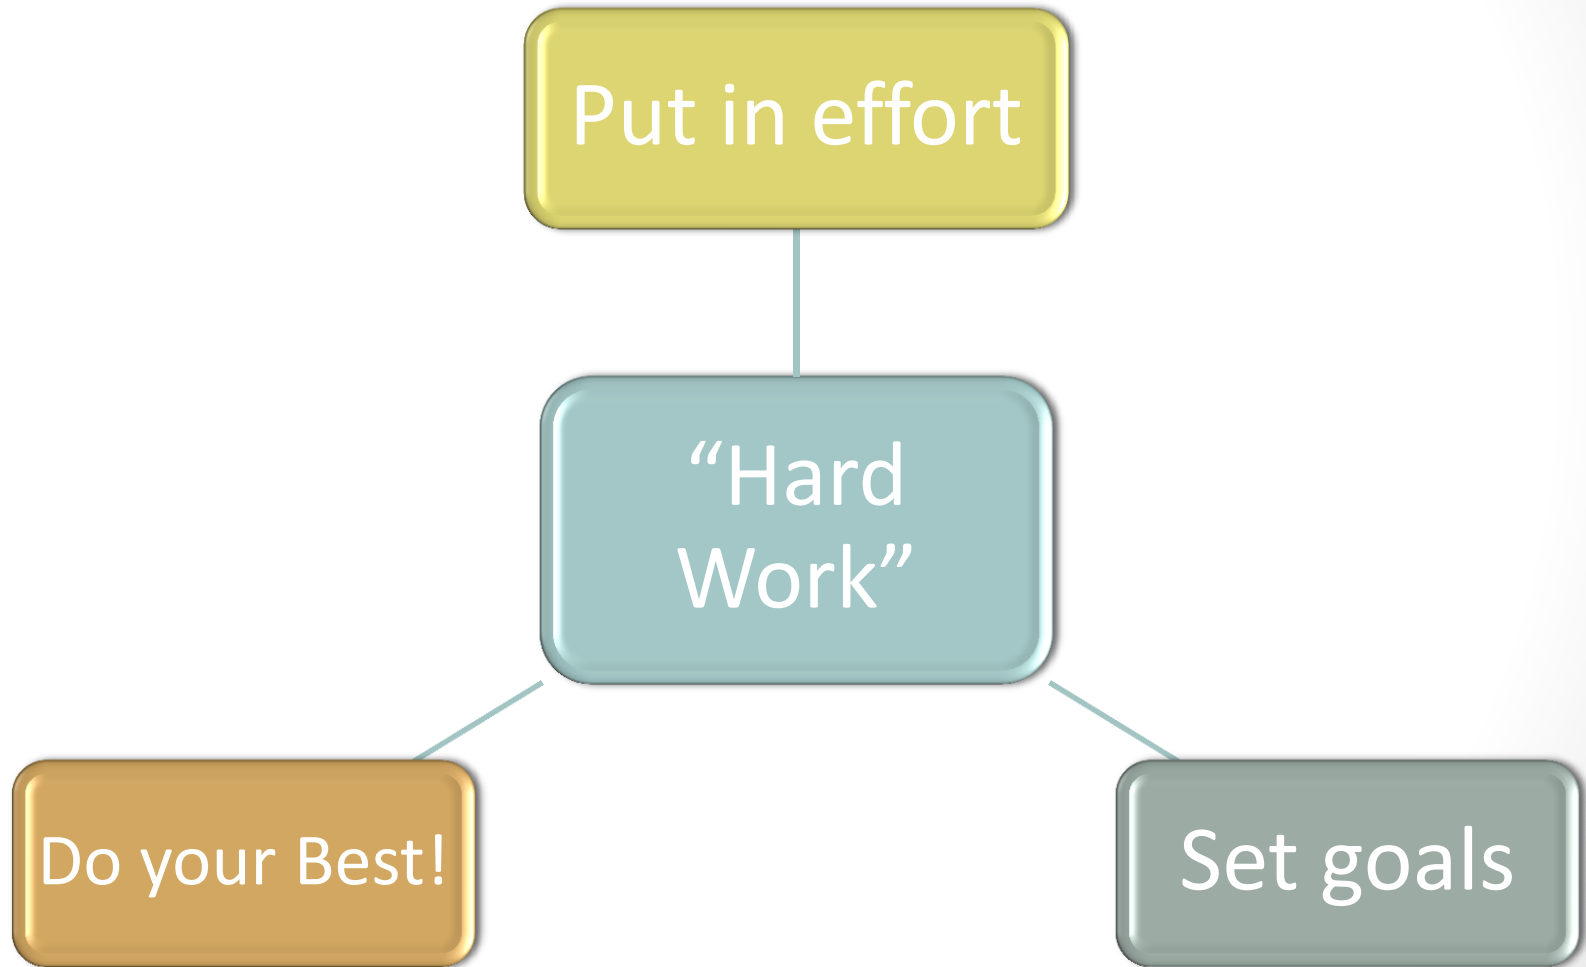 Put in effort
“Hard
Work”
Do your Best!
Set goals